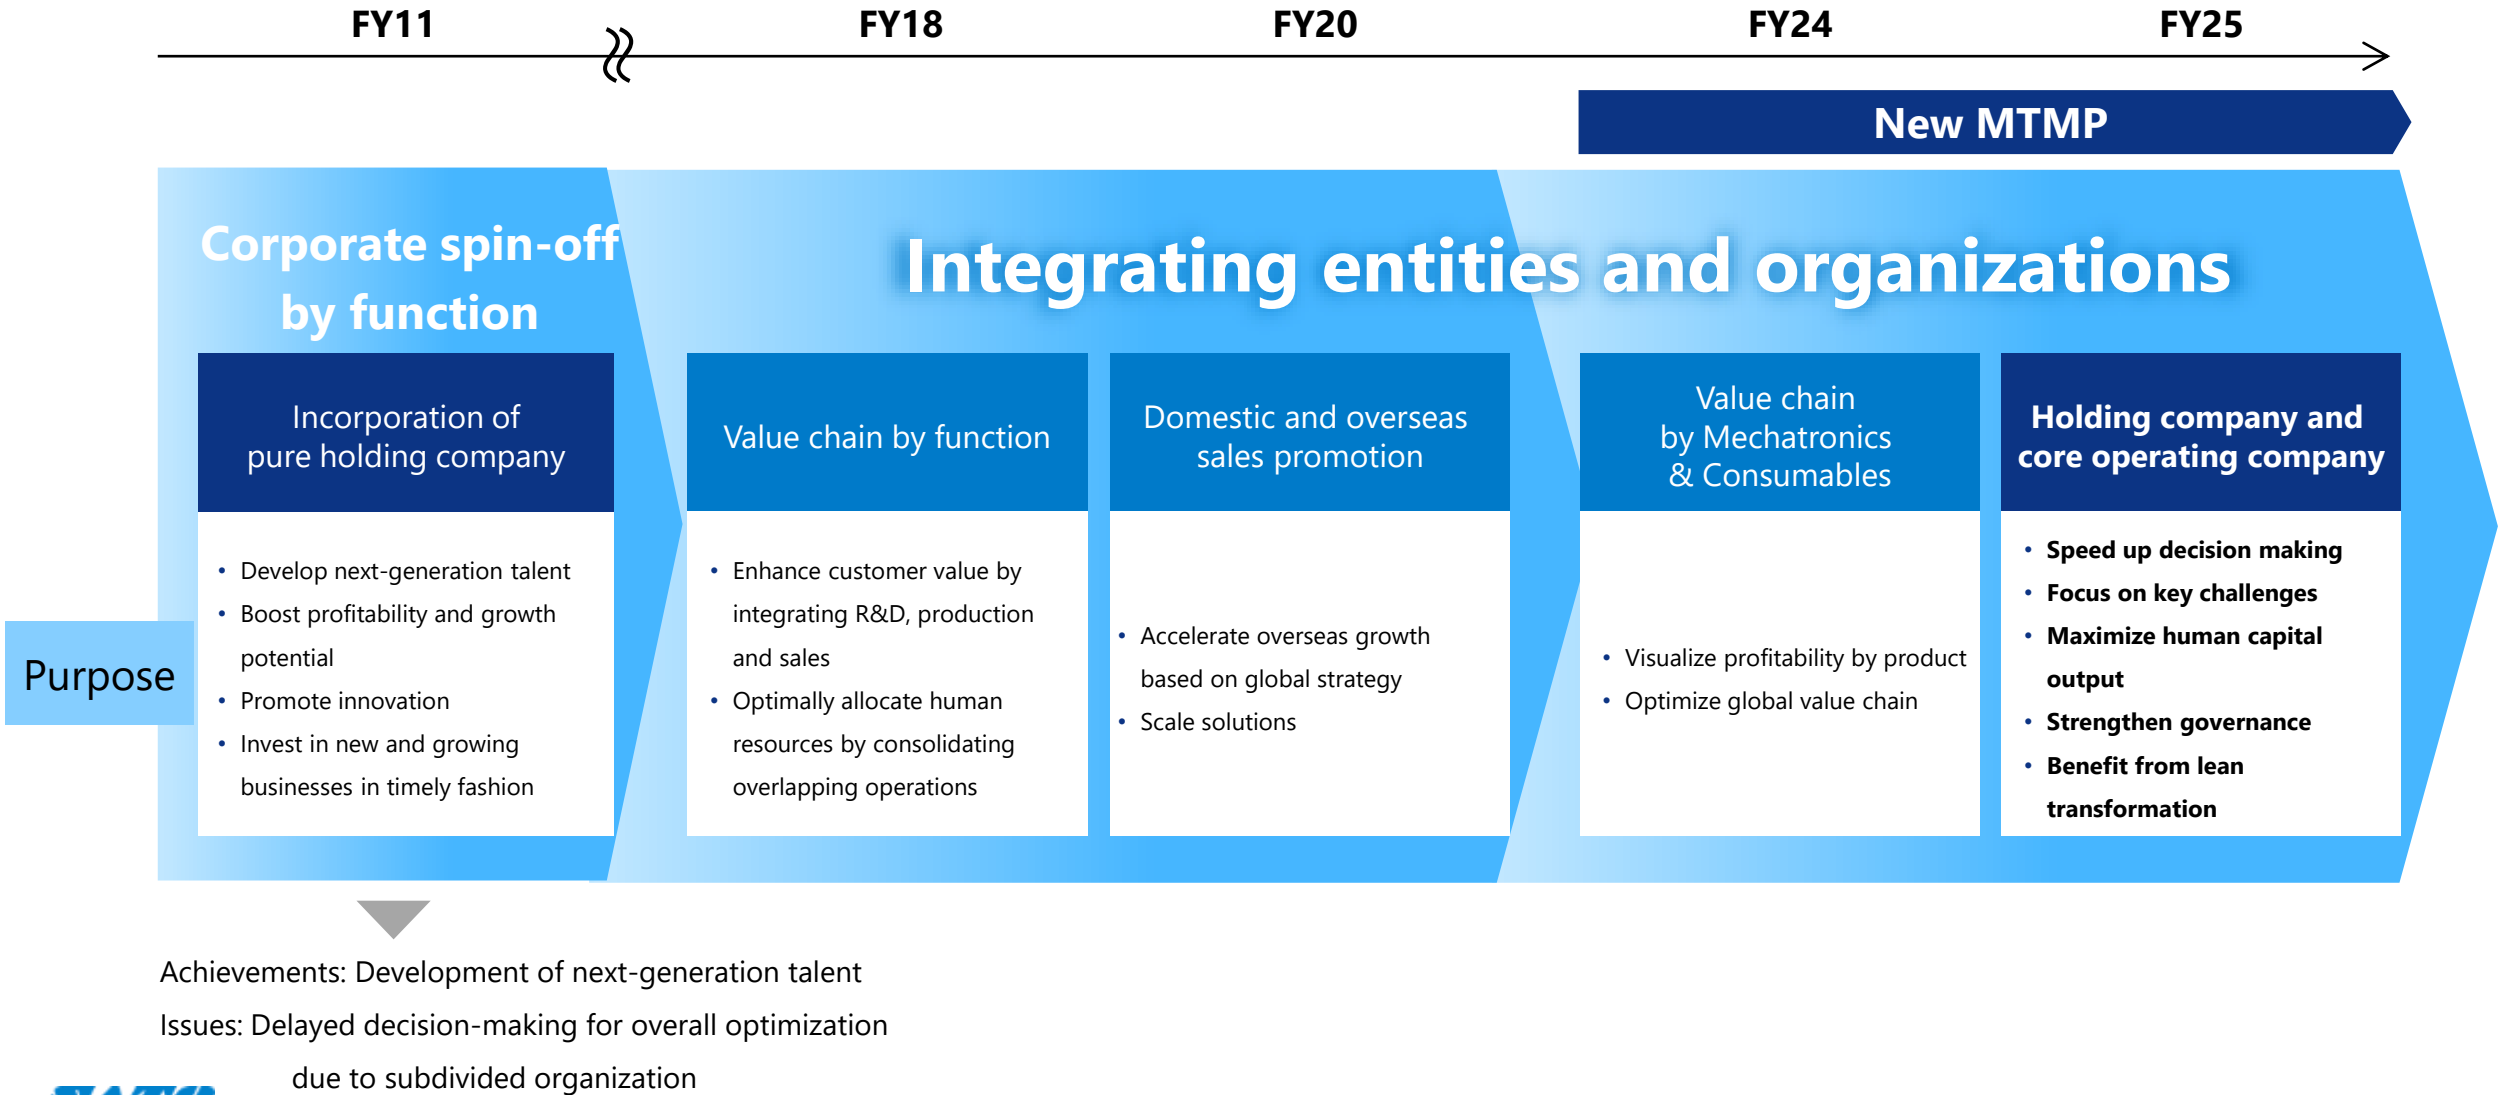 FY11
FY18
FY20
FY24
FY25
New MTMP
Corporate spin-off
by function
Integrating entities and organizations
Incorporation of
pure holding company
Value chain by function
Domestic and overseas
sales promotion
Value chain
by Mechatronics
& Consumables
Holding company and
core operating company
Purpose
• Develop next-generation talent
• Boost profitability and growth
potential
• Promote innovation
• Invest in new and growing
businesses in timely fashion
• Enhance customer value by
integrating R&D, production
and sales
• Optimally allocate human
resources by consolidating
overlapping operations
• Accelerate overseas growth
based on global strategy
• Scale solutions
• Visualize profitability by product
• Optimize global value chain
• Speed up decision making
• Focus on key challenges
• Maximize human capital
output
• Strengthen governance
• Benefit from lean
transformation
Achievements: Development of next-generation talent
Issues: Delayed decision-making for overall optimization
due to subdivided organization